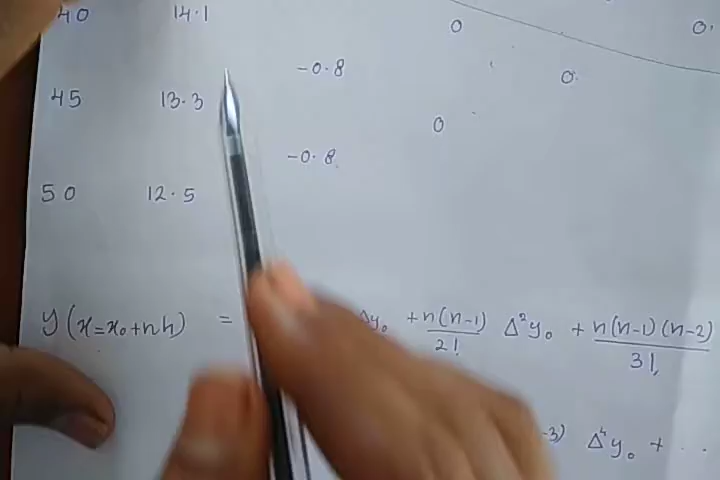 40 14.1 0 0.
-0.8 0.
45 13.3
0
-0.8
50 12.5
y(x=x₀+nh) = Δy₀ + n(n-1)/2! Δ²y₀ + n(n-1)(n-2)/3!
-3) Δ⁴y₀ + ..